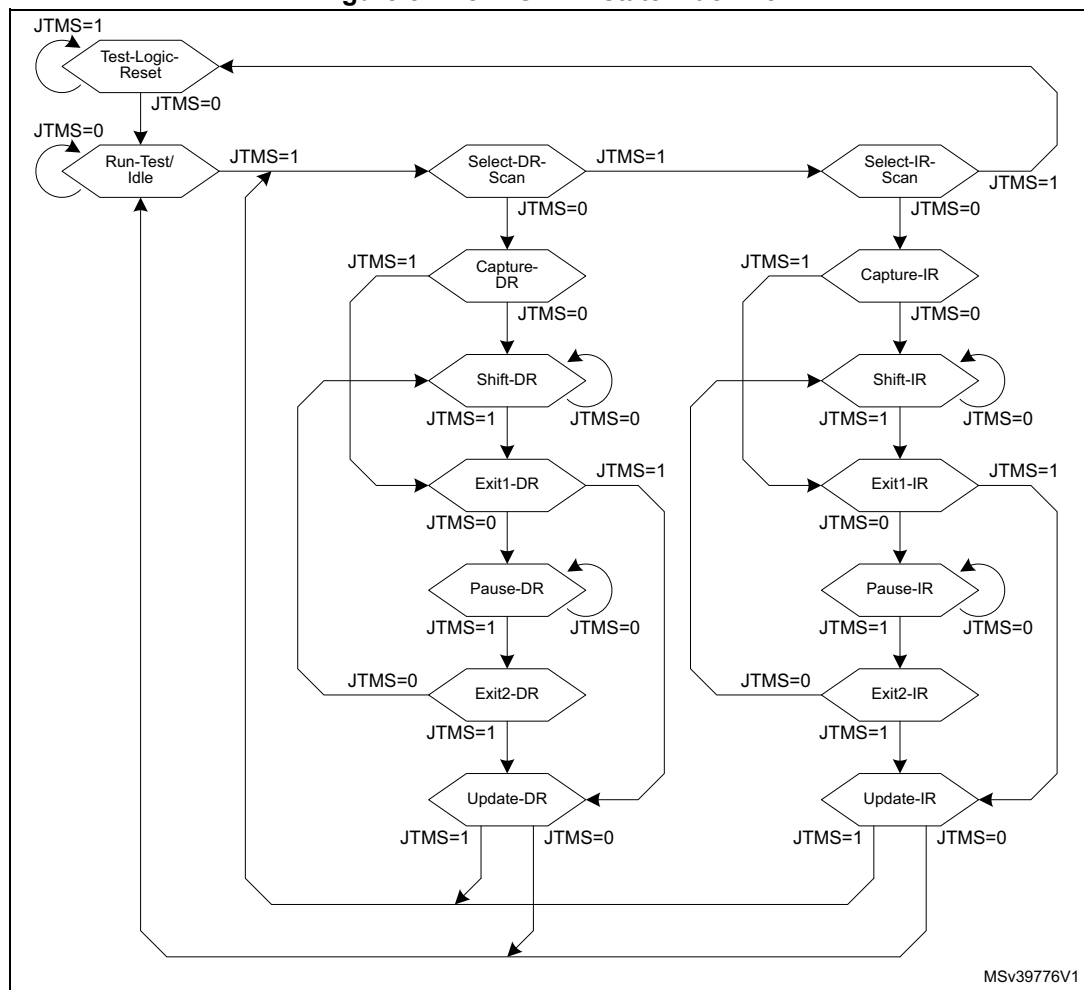 JTMS=1
Test-Logic-
Reset
JTMS=0
JTMS=0
Run-Test/
Idle
JTMS=1
Select-DR-
Scan
JTMS=1
Select-IR-
Scan
JTMS=1
JTMS=0
JTMS=0
JTMS=1
Capture-
DR
JTMS=1
Capture-IR
JTMS=0
JTMS=0
Shift-DR
Shift-IR
JTMS=1
JTMS=0
JTMS=1
JTMS=0
Exit1-DR
JTMS=1
Exit1-IR
JTMS=1
JTMS=0
JTMS=0
Pause-DR
Pause-IR
JTMS=1
JTMS=0
JTMS=1
JTMS=0
JTMS=0
Exit2-DR
JTMS=0
Exit2-IR
JTMS=1
JTMS=1
Update-DR
Update-IR
JTMS=1
JTMS=0
JTMS=1
JTMS=0
MSv39776V1